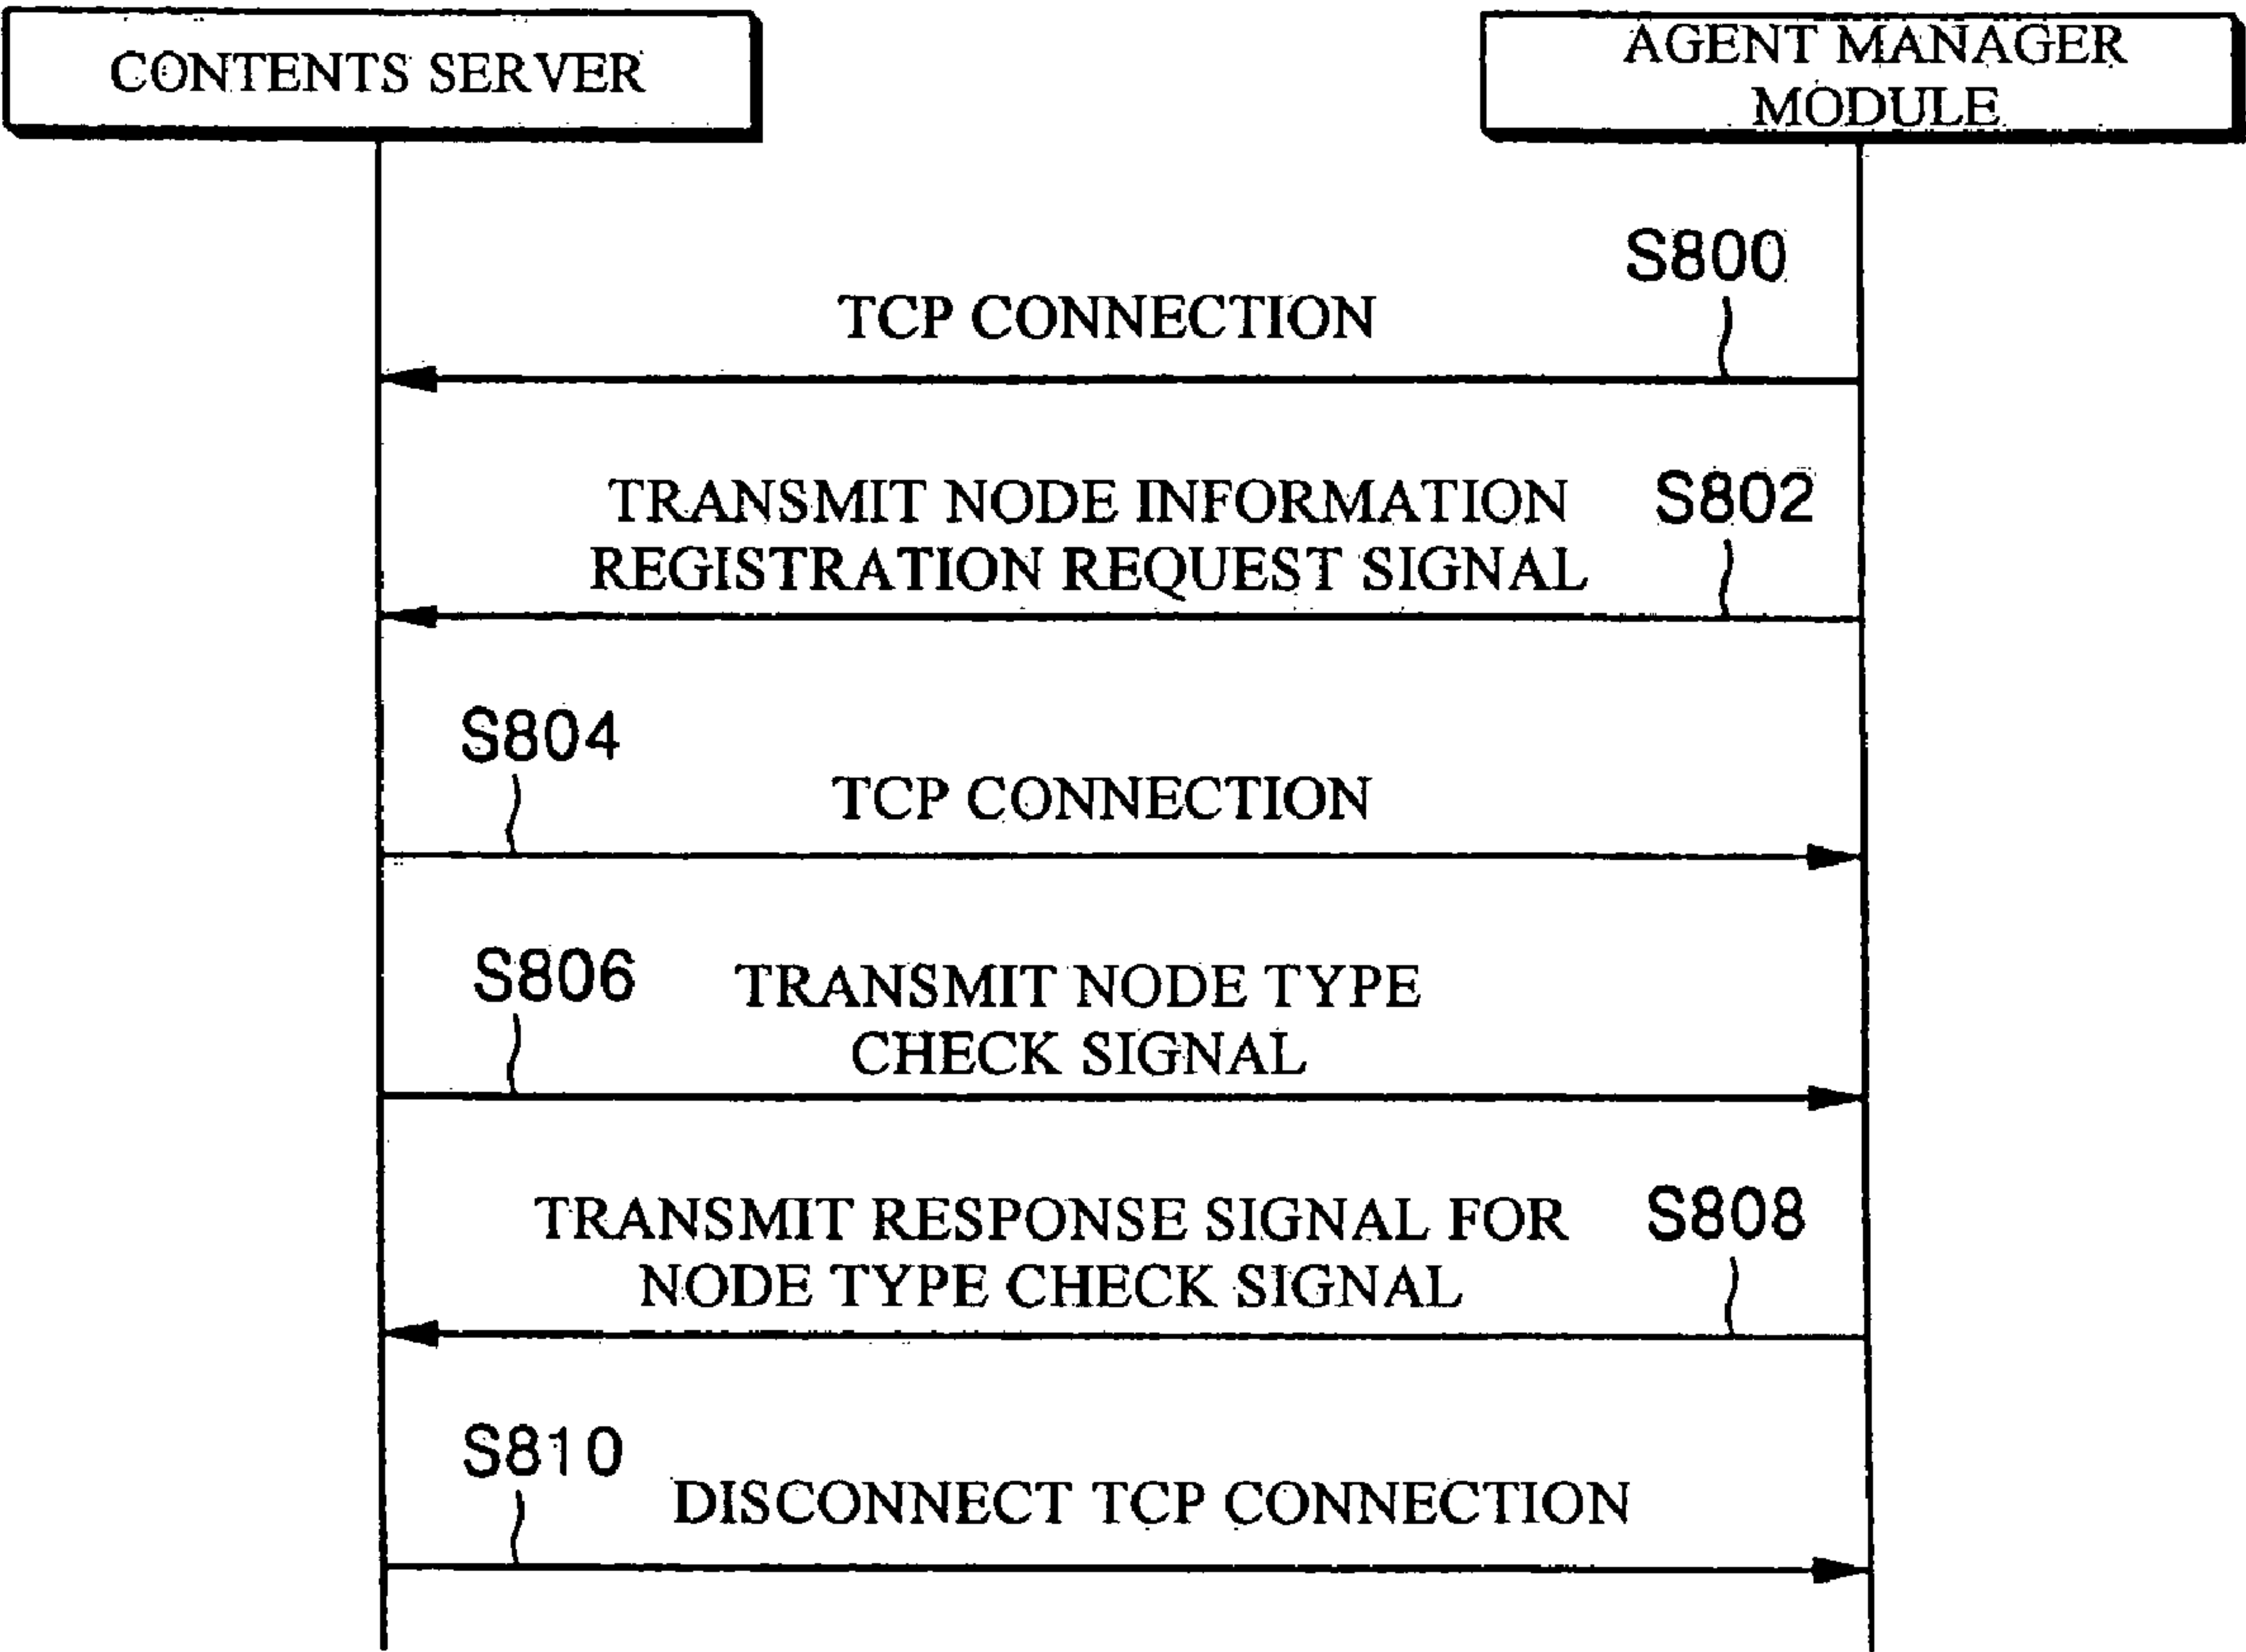 CONTENTS SERVER
AGENT MANAGER
MODULE
S800
TCP CONNECTION
TRANSMIT NODE INFORMATION
S802
REGISTRATION REQUEST SIGNAL
S804
TCP CONNECTION
S806
TRANSMIT NODE TYPE
CHECK SIGNAL
TRANSMIT RESPONSE SIGNAL FOR
S808
NODE TYPE CHECK SIGNAL
S810
DISCONNECT TCP CONNECTION